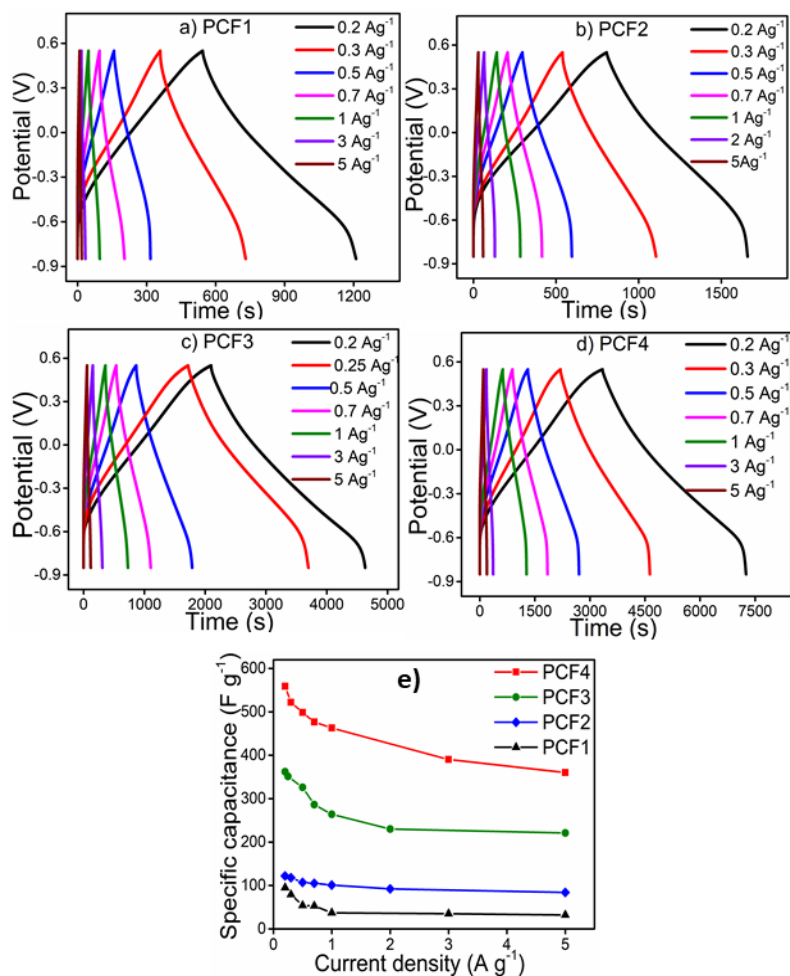 a) PCF1
0.2 Ag⁻¹
0.3 Ag⁻¹
0.5 Ag⁻¹
0.7 Ag⁻¹
1 Ag⁻¹
3 Ag⁻¹
5 Ag⁻¹
Potential (V)
0.6
0.3
0.0
-0.3
-0.6
-0.9
0 300 600 900 1200
Time (s)
b) PCF2
0.2 Ag⁻¹
0.3 Ag⁻¹
0.5 Ag⁻¹
0.7 Ag⁻¹
1 Ag⁻¹
2 Ag⁻¹
5Ag⁻¹
Potential (V)
0.6
0.3
0.0
-0.3
-0.6
-0.9
0 500 1000 1500
Time (s)
c) PCF3
0.2 Ag⁻¹
0.25 Ag⁻¹
0.5 Ag⁻¹
0.7 Ag⁻¹
1 Ag⁻¹
3 Ag⁻¹
5 Ag⁻¹
Potential (V)
0.6
0.3
0.0
-0.3
-0.6
-0.9
0 1000 2000 3000 4000 5000
Time (s)
d) PCF4
0.2 Ag⁻¹
0.3 Ag⁻¹
0.5 Ag⁻¹
0.7 Ag⁻¹
1 Ag⁻¹
3 Ag⁻¹
5 Ag⁻¹
Potential (V)
0.6
0.3
0.0
-0.3
-0.6
-0.9
0 1500 3000 4500 6000 7500
Time (s)
e)
PCF4
PCF3
PCF2
PCF1
Specific capacitance (F g⁻¹)
600
500
400
300
200
100
0
1 2 3 4 5
Current density (A g⁻¹)